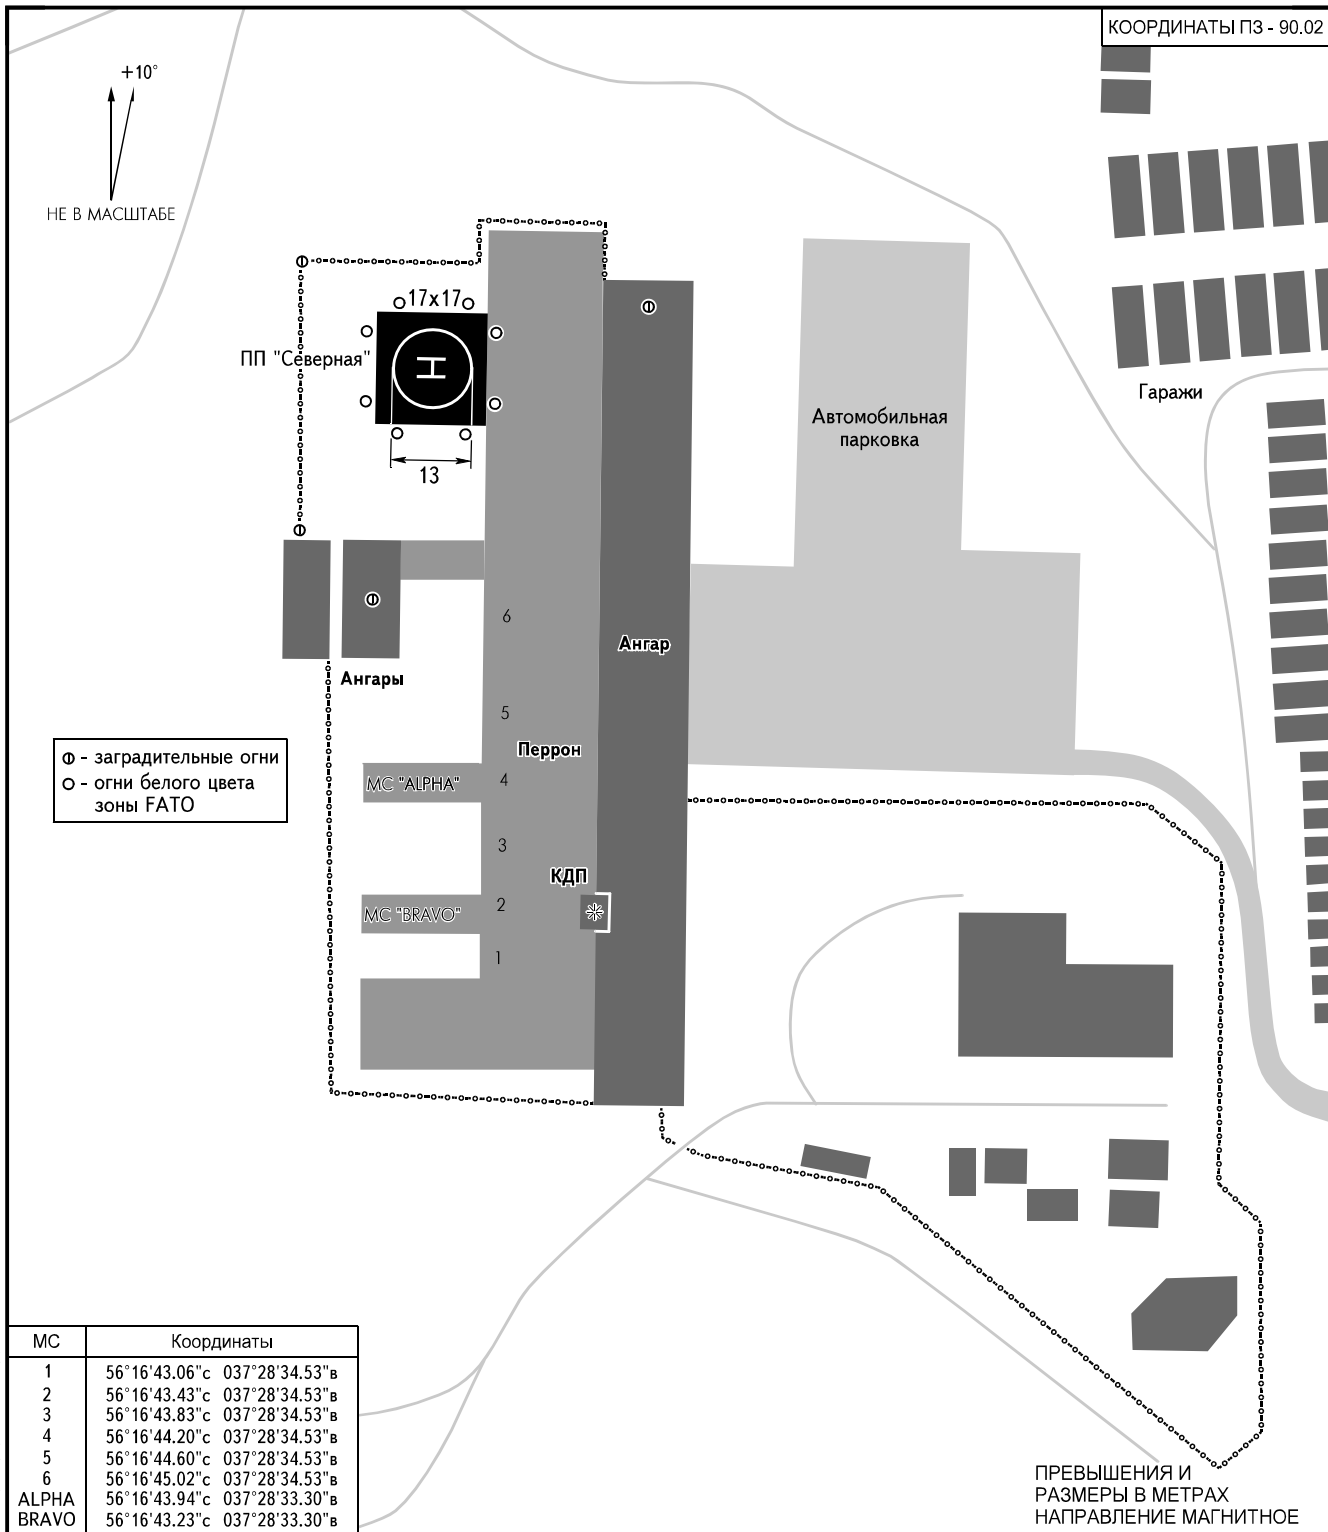 КООРДИНАТЫ ПЗ - 90.02
+10°
НЕ В МАСШТАБЕ
17x17
ПП "Северная"
H
13
Гаражи
Автомобильная
парковка
6
Ангар
Ангары
5
Перрон
- заградительные огни
- огни белого цвета
зоны FATO
МС "ALPHA"
4
3
КДП
МС "BRAVO"
2
1
МС Координаты
1 56°16'43.06"с 037°28'34.53"в
2 56°16'43.43"с 037°28'34.53"в
3 56°16'43.83"с 037°28'34.53"в
4 56°16'44.20"с 037°28'34.53"в
5 56°16'44.60"с 037°28'34.53"в
6 56°16'45.02"с 037°28'34.53"в
ALPHA 56°16'43.94"с 037°28'33.30"в
BRAVO 56°16'43.23"с 037°28'33.30"в
ПРЕВЫШЕНИЯ И
РАЗМЕРЫ В МЕТРАХ
НАПРАВЛЕНИЕ МАГНИТНОЕ